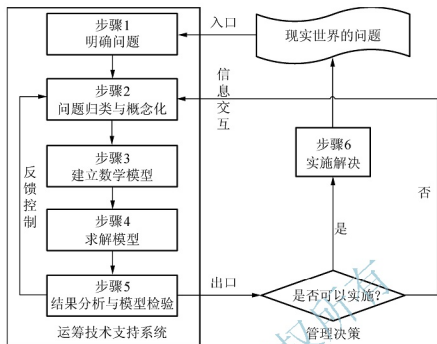 步骤1
明确问题
入口
现实世界的问题
步骤2
问题归类与概念化
信息交互
步骤3
建立数学模型
步骤6
实施解决
反馈控制
否
步骤4
求解模型
是
步骤5
结果分析与模型检验
出口
是否可以实施?
运筹技术支持系统
管理决策
权所有